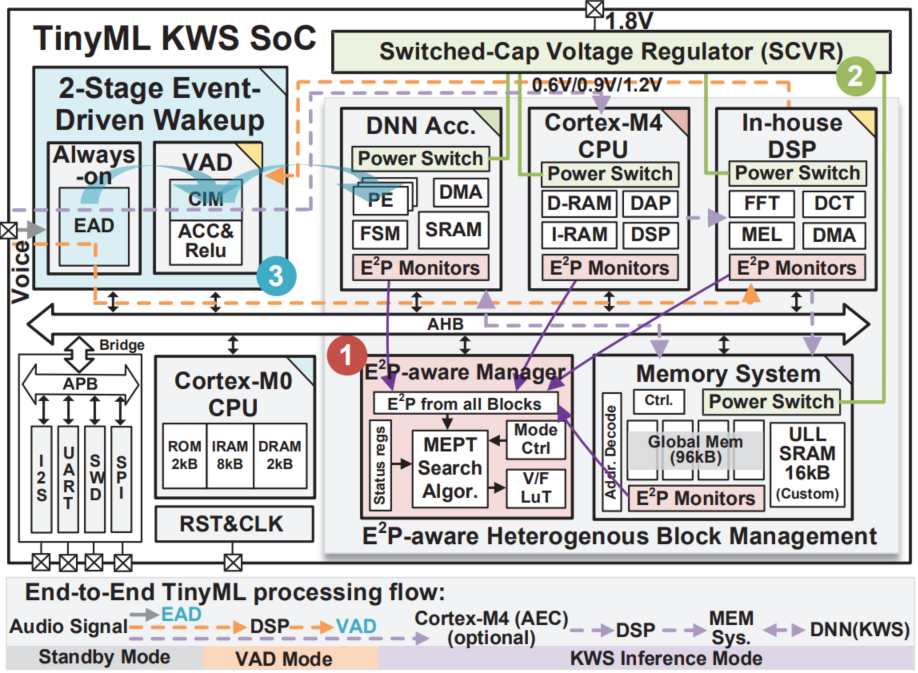 1.8V
TinyML KWS SoC
Switched-Cap Voltage Regulator (SCVR)
2
0.6V/0.9V/1.2V
2-Stage Event-
Driven Wakeup
Always
-on
EAD
VAD
CIM
ACC&
Relu
3
Voice
DNN Acc.
Power Switch
PE
DMA
FSM
SRAM
E²P Monitors
Cortex-M4
CPU
Power Switch
D-RAM
DAP
I-RAM
DSP
E²P Monitors
In-house
DSP
Power Switch
FFT
DCT
MEL
DMA
E²P Monitors
AHB
Bridge
APB
I2S
UART
SWD
SPI
Cortex-M0
CPU
ROM
2kB
IRAM
8kB
DRAM
2kB
RST&CLK
1
E²P-aware Manager
E²P from all Blocks
Status regs
MEPT
Search
Algor.
Mode
Ctrl
V/F
LuT
Memory System
Ctrl.
Power Switch
Addr. Decode
Global Mem
(96kB)
ULL
SRAM
16kB
(Custom)
E²P Monitors
E²P-aware Heterogenous Block Management
End-to-End TinyML processing flow:
Audio Signal
EAD
DSP
VAD
Cortex-M4 (AEC)
(optional)
DSP
MEM
Sys.
DNN(KWS)
Standby Mode
VAD Mode
KWS Inference Mode